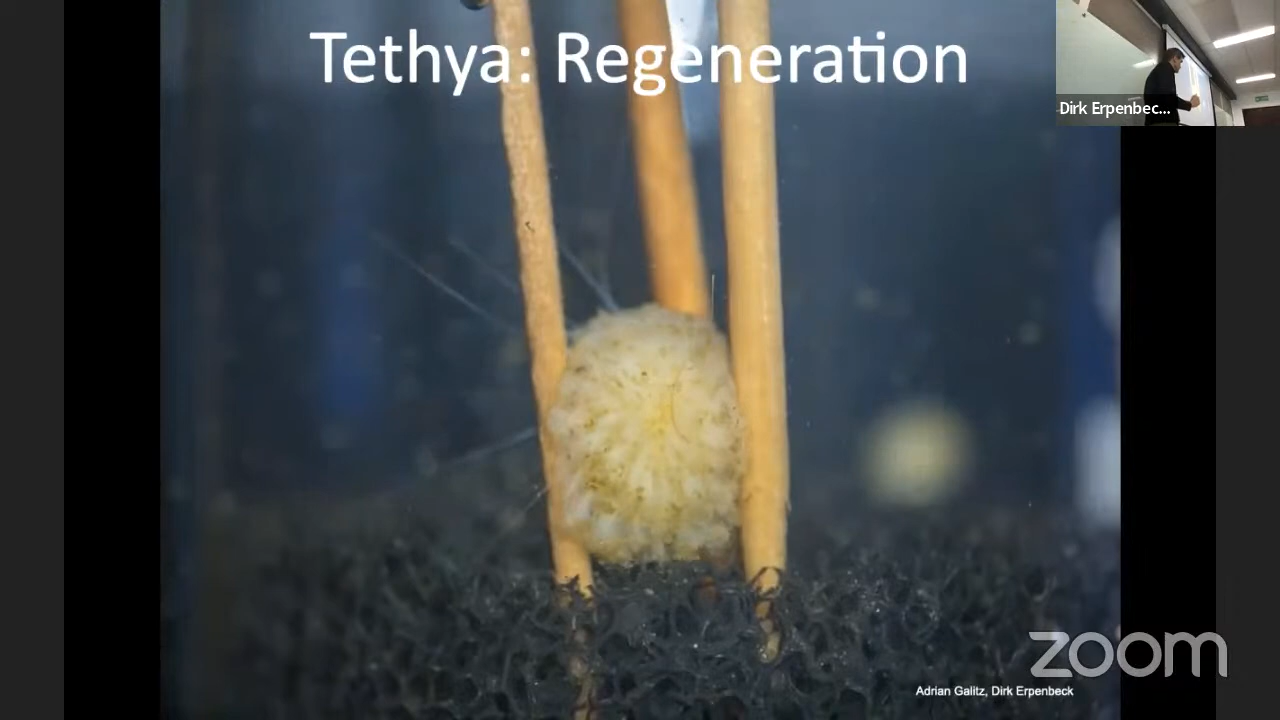 Tethya: Regeneration
Dirk Erpenbec...
zoom
Adrian Galitz, Dirk Erpenbeck